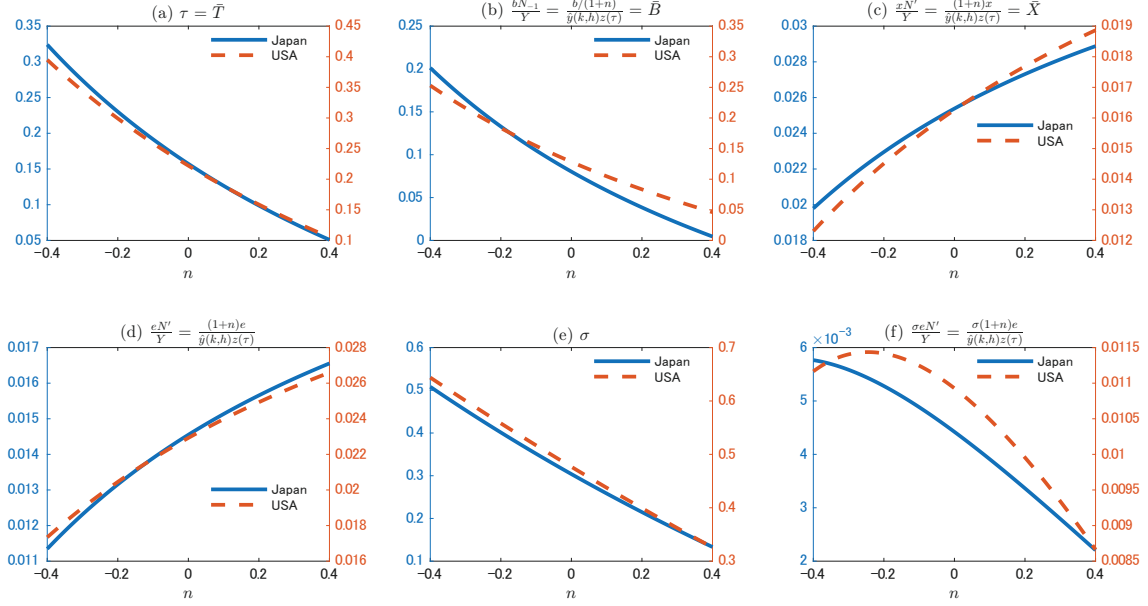 (a) τ = T̄
0.35
0.3
0.25
0.2
0.15
0.1
0.05
0.45
0.4
0.35
0.3
0.25
0.2
0.15
0.1
Japan
USA
−0.4 −0.2 0 0.2 0.4
n
(b) bN₋₁/Y = b/(1+n)/ŷ(k,h)z(τ) = B̄
0.25
0.2
0.15
0.1
0.05
0
0.35
0.3
0.25
0.2
0.15
0.1
0.05
0
Japan
USA
−0.4 −0.2 0 0.2 0.4
n
(c) xN′/Y = (1+n)x/ŷ(k,h)z(τ) = X̄
0.03
0.028
0.026
0.024
0.022
0.02
0.018
0.019
0.018
0.017
0.016
0.015
0.014
0.013
0.012
Japan
USA
−0.4 −0.2 0 0.2 0.4
n
(d) eN′/Y = (1+n)e/ŷ(k,h)z(τ)
0.017
0.016
0.015
0.014
0.013
0.012
0.011
0.028
0.026
0.024
0.022
0.02
0.018
0.016
Japan
USA
−0.4 −0.2 0 0.2 0.4
n
(e) σ
0.6
0.5
0.4
0.3
0.2
0.1
0.7
0.6
0.5
0.4
0.3
Japan
USA
−0.4 −0.2 0 0.2 0.4
n
(f) σeN′/Y = σ(1+n)e/ŷ(k,h)z(τ)
×10⁻³
6
5
4
3
2
0.0115
0.011
0.0105
0.01
0.0095
0.009
0.0085
Japan
USA
−0.4 −0.2 0 0.2 0.4
n